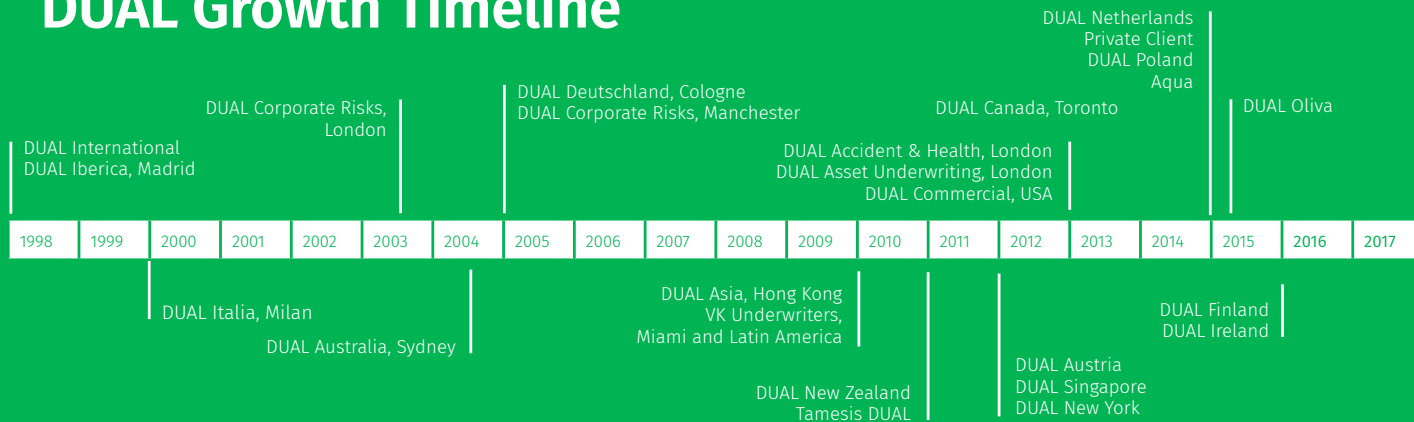 DUAL Growth Timeline
DUAL International
DUAL Iberica, Madrid
DUAL Corporate Risks,
London
DUAL Deutschland, Cologne
DUAL Corporate Risks, Manchester
DUAL Accident & Health, London
DUAL Asset Underwriting, London
DUAL Commercial, USA
DUAL Canada, Toronto
DUAL Netherlands
Private Client
DUAL Poland
Aqua
DUAL Oliva
1998 1999 2000 2001 2002 2003 2004 2005 2006 2007 2008 2009 2010 2011 2012 2013 2014 2015 2016 2017
DUAL Italia, Milan
DUAL Australia, Sydney
DUAL Asia, Hong Kong
VK Underwriters,
Miami and Latin America
DUAL New Zealand
Tamesis DUAL
DUAL Austria
DUAL Singapore
DUAL New York
DUAL Finland
DUAL Ireland